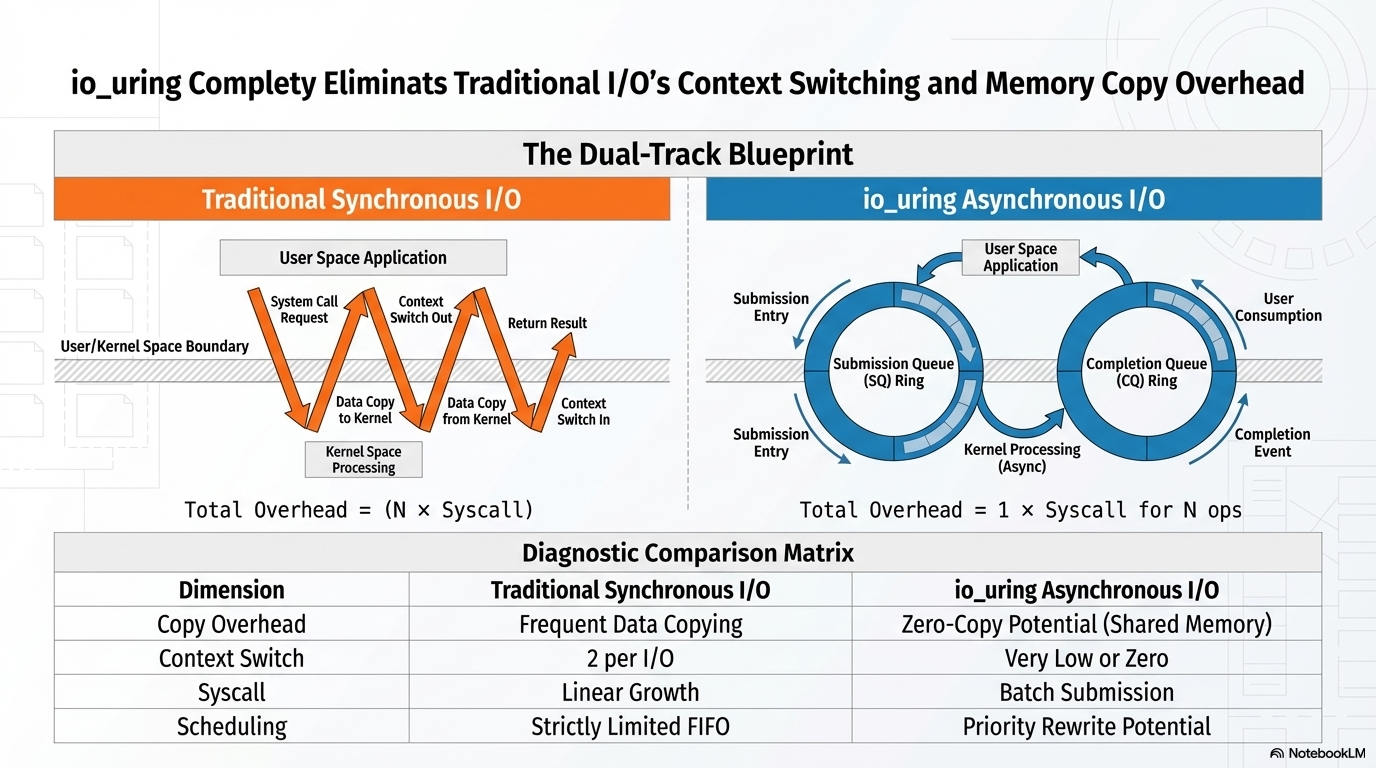 io_uring Complety Eliminats Traditional I/O's Context Switching and Memory Copy Overhead
The Dual-Track Blueprint
Traditional Synchronous I/O
User Space Application
System Call
Request
Context
Switch Out
Return Result
User/Kernel Space Boundary
Data Copy
to Kernel
Data Copy
from Kernel
Context
Switch In
Kernel Space
Processing
Total Overhead = (N × Syscall)
io_uring Asynchronous I/O
User Space
Application
Submission
Entry
User
Consumption
Submission Queue
(SQ) Ring
Completion Queue
(CQ) Ring
Submission
Entry
Kernel Processing
(Async)
Completion
Event
Total Overhead = 1 × Syscall for N ops
Diagnostic Comparison Matrix
Dimension Traditional Synchronous I/O io_uring Asynchronous I/O
Copy Overhead Frequent Data Copying Zero-Copy Potential (Shared Memory)
Context Switch 2 per I/O Very Low or Zero
Syscall Linear Growth Batch Submission
Scheduling Strictly Limited FIFO Priority Rewrite Potential
NotebookLM